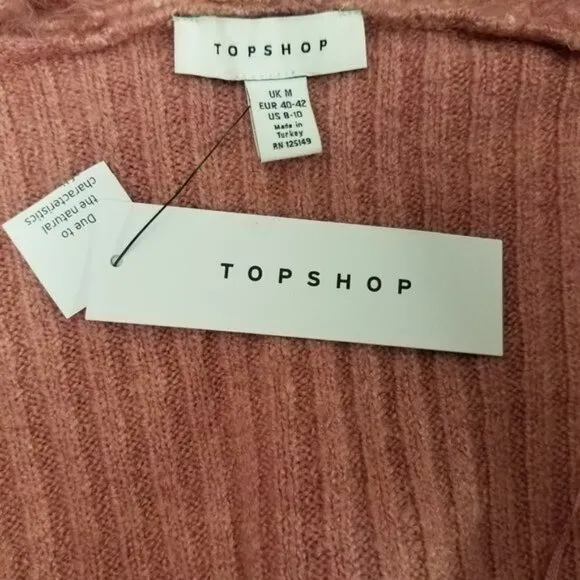 TOPSHOP
UK M
EUR 40-42
US 8-10
Made in
Turkey
RN 125149
Due to
the natural
characteristics
TOPSHOP